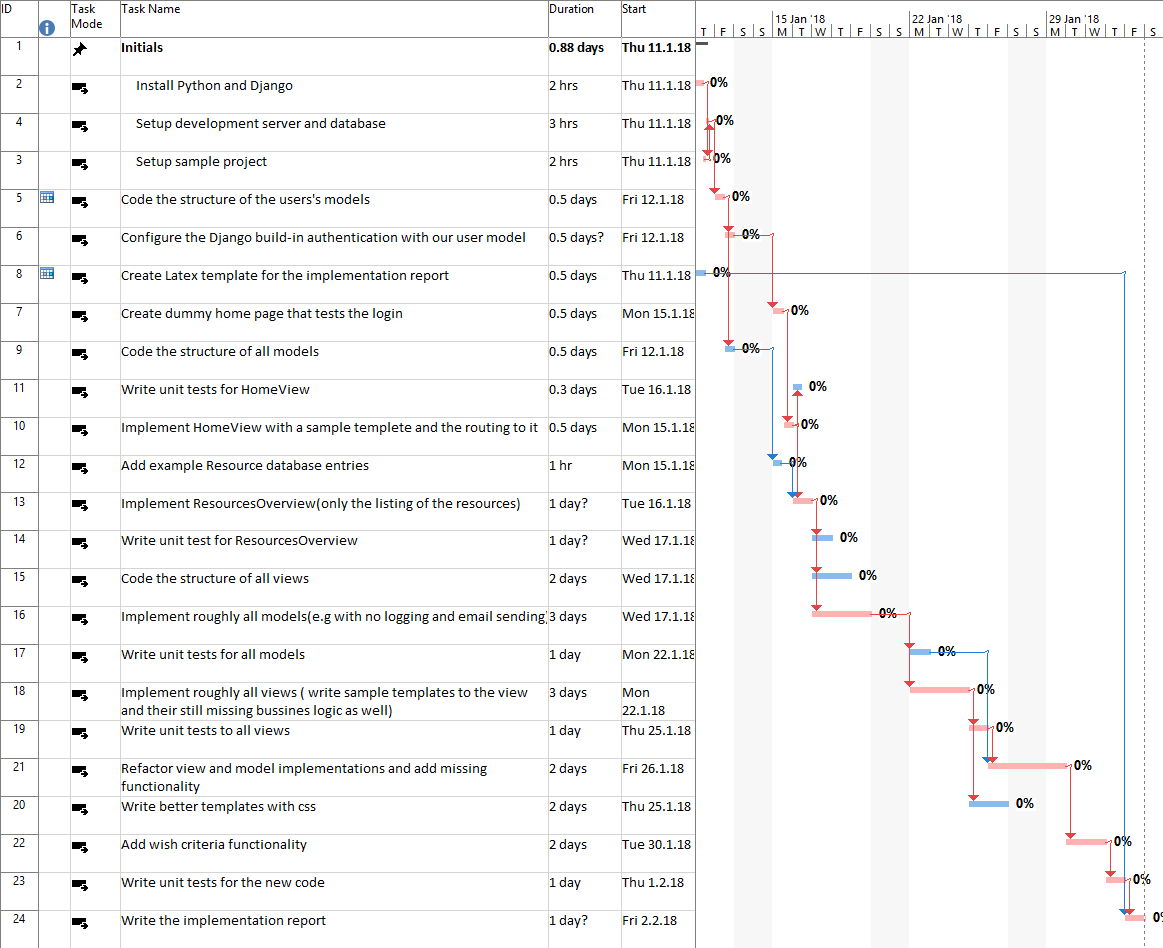 ID Task Mode Task Name Duration Start 15 Jan '18 22 Jan '18 29 Jan '18
T F S S M T W T F S S M T W T F S S M T W T F S
1 Initials 0.88 days Thu 11.1.18
2 Install Python and Django 2 hrs Thu 11.1.18 0%
4 Setup development server and database 3 hrs Thu 11.1.18 0%
3 Setup sample project 2 hrs Thu 11.1.18 0%
5 Code the structure of the users's models 0.5 days Fri 12.1.18 0%
6 Configure the Django build-in authentication with our user model 0.5 days? Fri 12.1.18 0%
8 Create Latex template for the implementation report 0.5 days Thu 11.1.18 0%
7 Create dummy home page that tests the login 0.5 days Mon 15.1.18 0%
9 Code the structure of all models 0.5 days Fri 12.1.18 0%
11 Write unit tests for HomeView 0.3 days Tue 16.1.18 0%
10 Implement HomeView with a sample templete and the routing to it 0.5 days Mon 15.1.18 0%
12 Add example Resource database entries 1 hr Mon 15.1.18 0%
13 Implement ResourcesOverview(only the listing of the resources) 1 day? Tue 16.1.18 0%
14 Write unit test for ResourcesOverview 1 day? Wed 17.1.18 0%
15 Code the structure of all views 2 days Wed 17.1.18 0%
16 Implement roughly all models(e.g with no logging and email sending) 3 days Wed 17.1.18 0%
17 Write unit tests for all models 1 day Mon 22.1.18 0%
18 Implement roughly all views ( write sample templates to the view 3 days Mon 0%
and their still missing bussines logic as well) 22.1.18
19 Write unit tests to all views 1 day Thu 25.1.18 0%
21 Refactor view and model implementations and add missing 2 days Fri 26.1.18 0%
functionality
20 Write better templates with css 2 days Thu 25.1.18 0%
22 Add wish criteria functionality 2 days Tue 30.1.18 0%
23 Write unit tests for the new code 1 day Thu 1.2.18 0%
24 Write the implementation report 1 day? Fri 2.2.18 0%